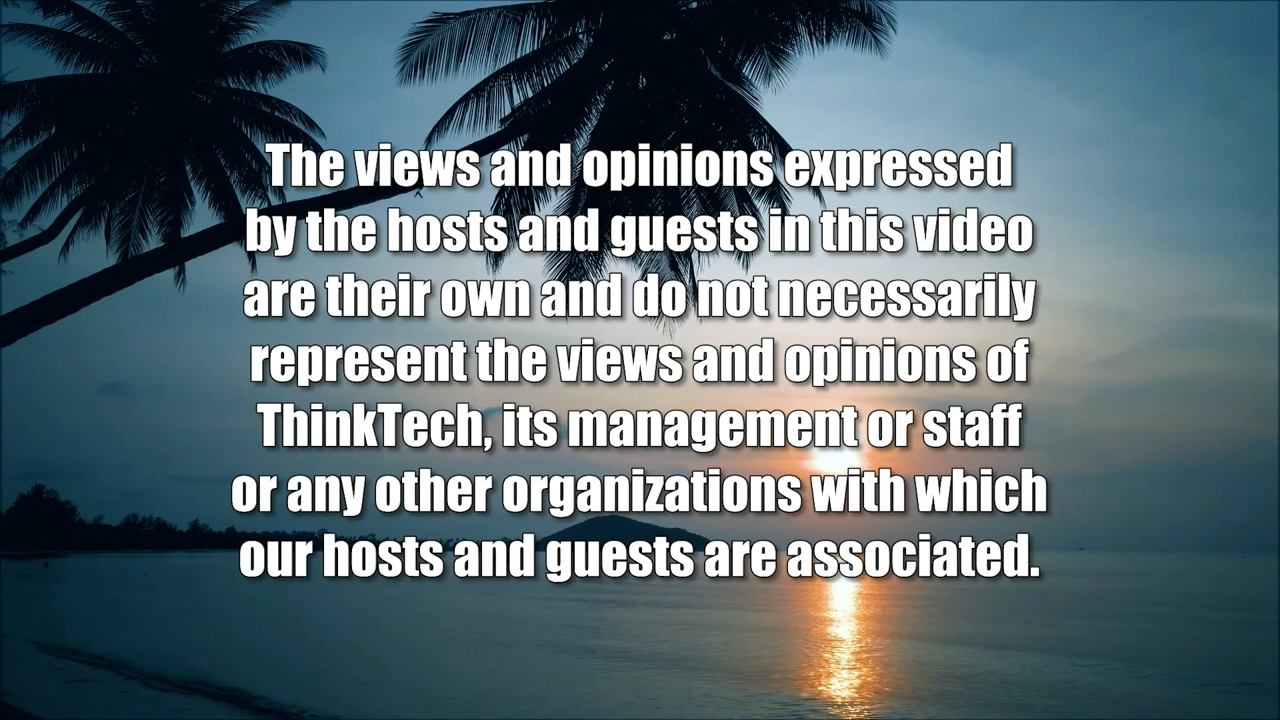 The views and opinions expressed
by the hosts and guests in this video
are their own and do not necessarily
represent the views and opinions of
ThinkTech, its management or staff
or any other organizations with which
our hosts and guests are associated.